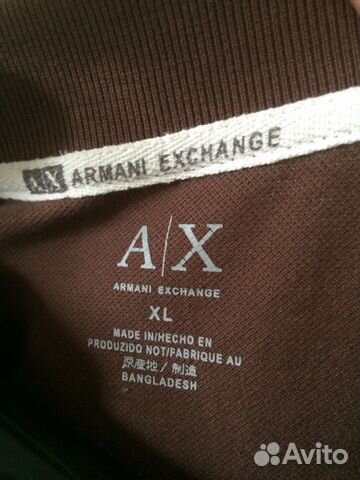 A|X ARMANI EXCHANGE
A/X
ARMANI EXCHANGE
XL
MADE IN/HECHO EN
PRODUZIDO NOT/FABRIQUE AU
原産地 / 制造
BANGLADESH
Avito